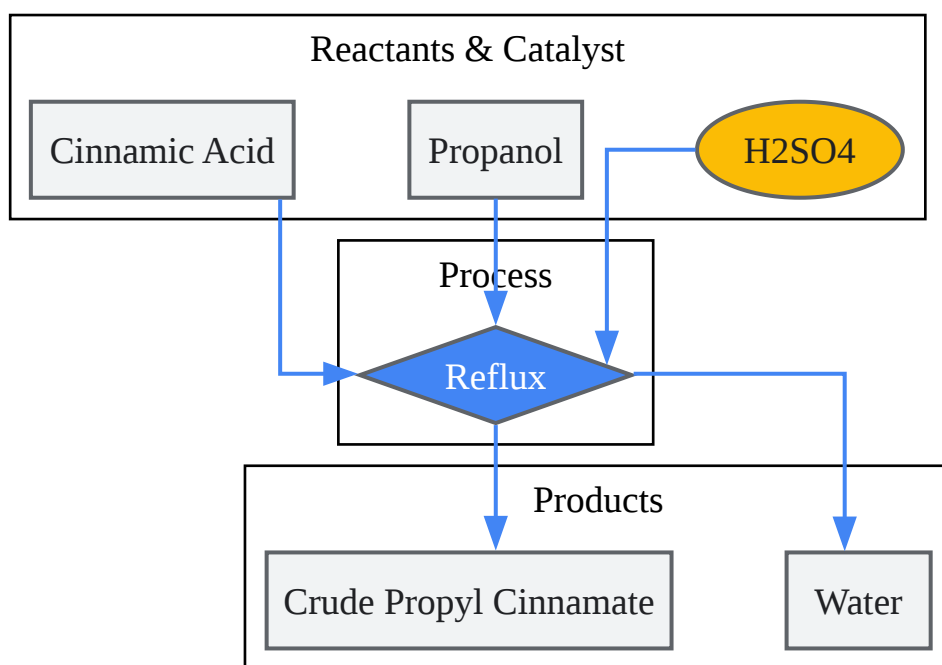 Reactants & Catalyst
Cinnamic Acid
Propanol
H2SO4
Process
Reflux
Products
Crude Propyl Cinnamate
Water